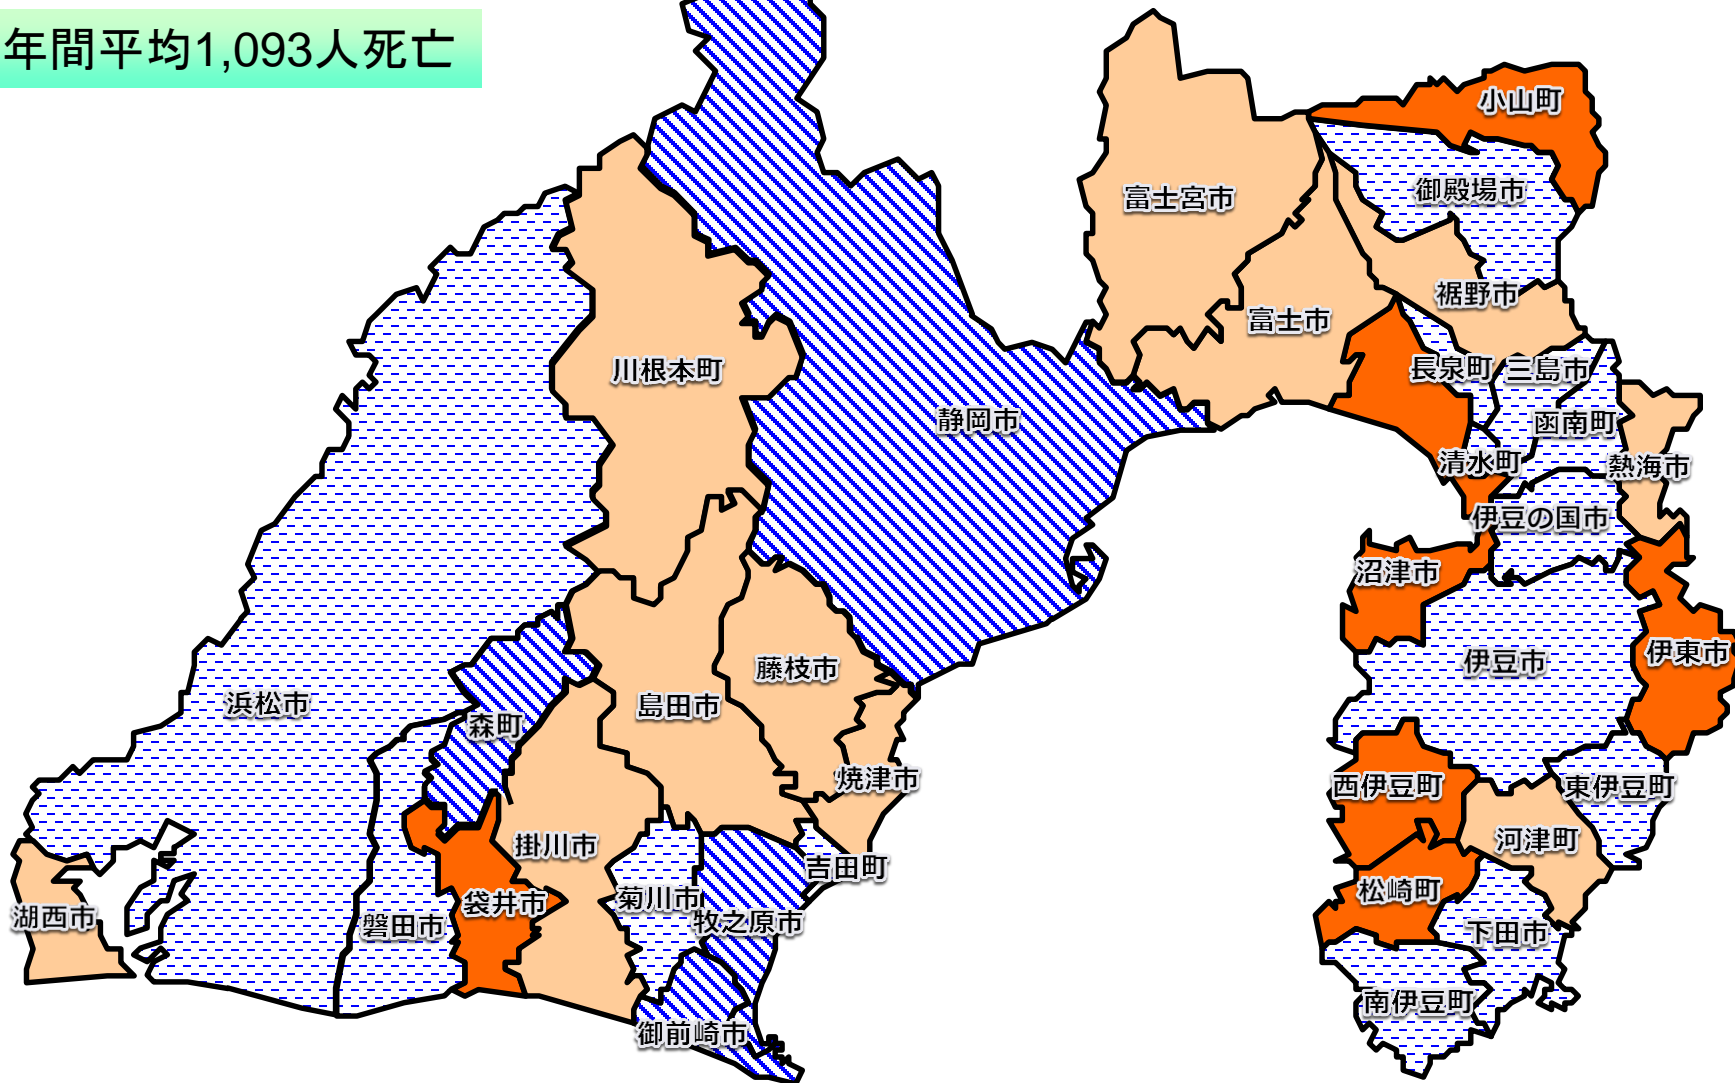 年間平均1,093人死亡
小山町
御殿場市
富士宮市
裾野市
富士市
長泉町
三島市
川根本町
静岡市
函南町
清水町
熱海市
伊豆の国市
沼津市
伊東市
伊豆市
藤枝市
島田市
浜松市
森町
焼津市
西伊豆町
東伊豆町
河津町
掛川市
吉田町
松崎町
菊川市
袋井市
湖西市
磐田市
牧之原市
下田市
南伊豆町
御前崎市